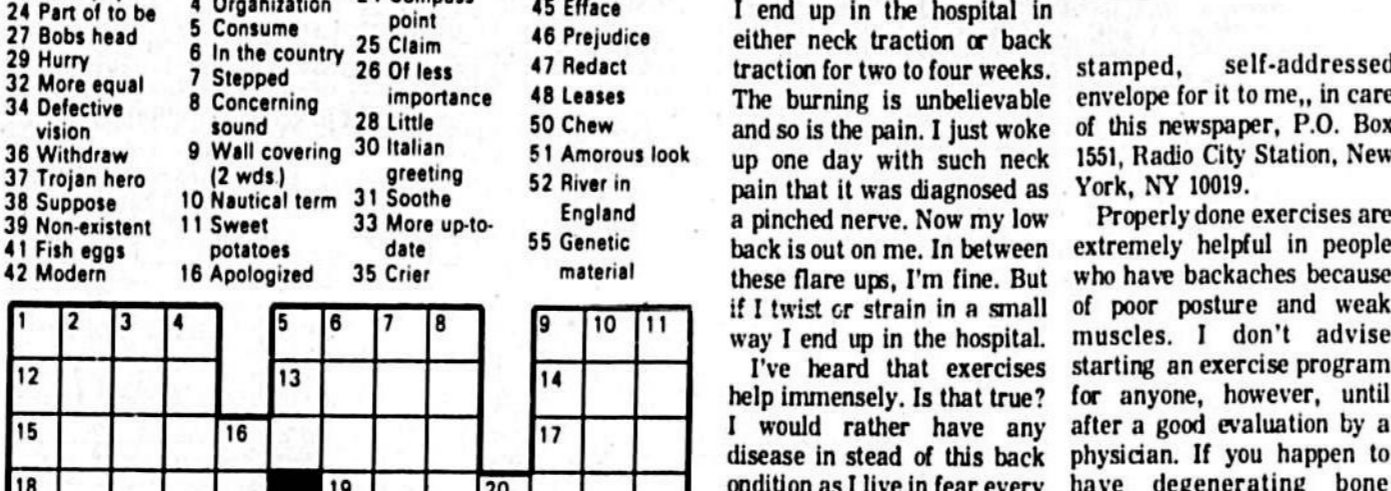 24 Part of to be
27 Bobs head
29 Hurry
32 More equal
34 Defective
vision
36 Withdraw
37 Trojan hero
38 Suppose
39 Non-existent
41 Fish eggs
42 Modern
4 Organization
5 Consume
6 In the country
7 Stepped
8 Concerning
sound
9 Wall covering
(2 wds.)
10 Nautical term
11 Sweet
potatoes
16 Apologized
point
25 Claim
26 Of less
importance
28 Little
30 Italian
greeting
31 Soothe
33 More up-to-
date
35 Crier
45 Efface
46 Prejudice
47 Redact
48 Leases
50 Chew
51 Amorous look
52 River in
England
55 Genetic
material
1 2 3 4 5 6 7 8 9 10 11
12 13 14
15 16 17
18 19 20
I end up in the hospital in
either neck traction or back
traction for two to four weeks.
The burning is unbelievable
and so is the pain. I just woke
up one day with such neck
pain that it was diagnosed as
a pinched nerve. Now my low
back is out on me. In between
these flare ups, I'm fine. But
if I twist or strain in a small
way I end up in the hospital.
I've heard that exercises
help immensely. Is that true?
I would rather have any
disease in stead of this back
ondition as I live in fear every
stamped, self-addressed
envelope for it to me,, in care
of this newspaper, P.O. Box
1551, Radio City Station, New
York, NY 10019.
Properly done exercises are
extremely helpful in people
who have backaches because
of poor posture and weak
muscles. I don't advise
starting an exercise program
for anyone, however, until
after a good evaluation by a
physician. If you happen to
have degenerating bone